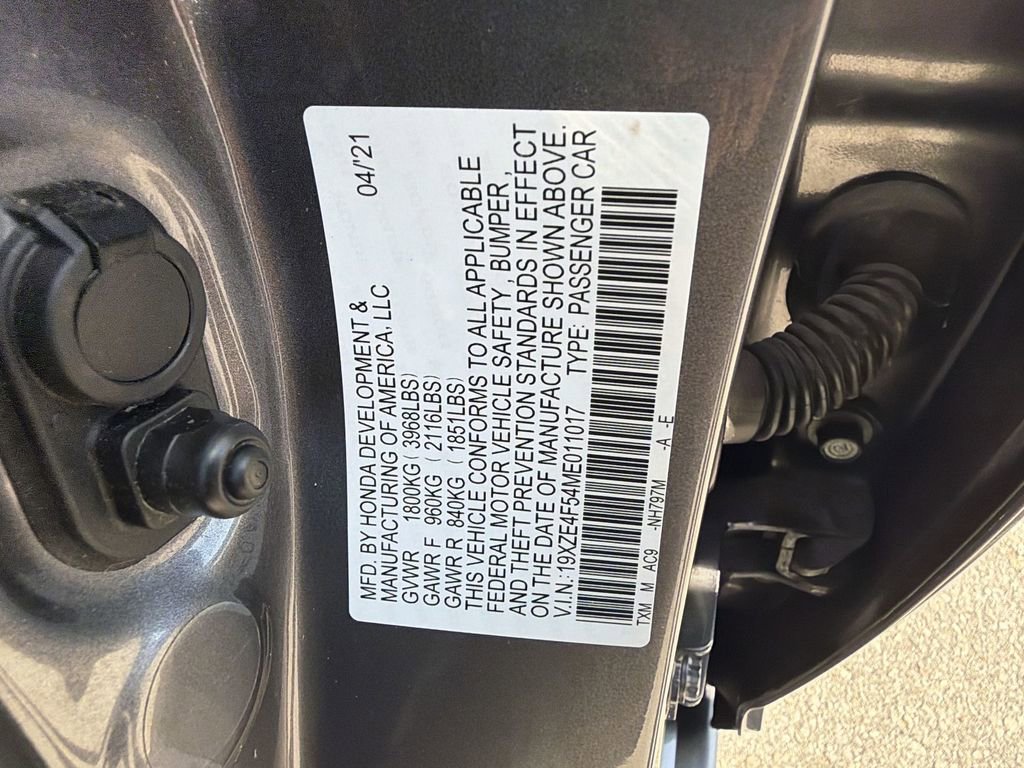 MFD. BY HONDA DEVELOPMENT & 04/'21
MANUFACTURING OF AMERICA, LLC
GVWR 1800KG ( 3968LBS)
GAWR F 960KG ( 2116LBS)
GAWR R 840KG ( 1851LBS)
THIS VEHICLE CONFORMS TO ALL APPLICABLE
FEDERAL MOTOR VEHICLE SAFETY, BUMPER,
AND THEFT PREVENTION STANDARDS IN EFFECT
ON THE DATE OF MANUFACTURE SHOWN ABOVE.
V.I.N.:19XZE4F54ME011017 TYPE: PASSENGER CAR
TXM M AC9 -NH797M -A -E